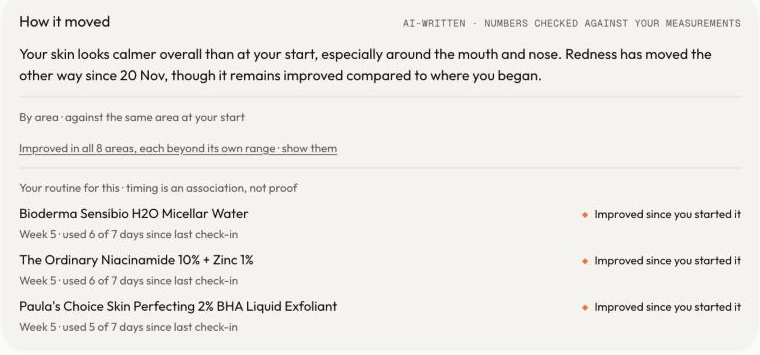 How it moved
AI-WRITTEN · NUMBERS CHECKED AGAINST YOUR MEASUREMENTS
Your skin looks calmer overall than at your start, especially around the mouth and nose. Redness has moved the
other way since 20 Nov, though it remains improved compared to where you began.
By area · against the same area at your start
Improved in all 8 areas, each beyond its own range · show them
Your routine for this · timing is an association, not proof
Bioderma Sensibio H2O Micellar Water
Improved since you started it
Week 5 · used 6 of 7 days since last check-in
The Ordinary Niacinamide 10% + Zinc 1%
Improved since you started it
Week 5 · used 6 of 7 days since last check-in
Paula's Choice Skin Perfecting 2% BHA Liquid Exfoliant
Improved since you started it
Week 5 · used 5 of 7 days since last check-in